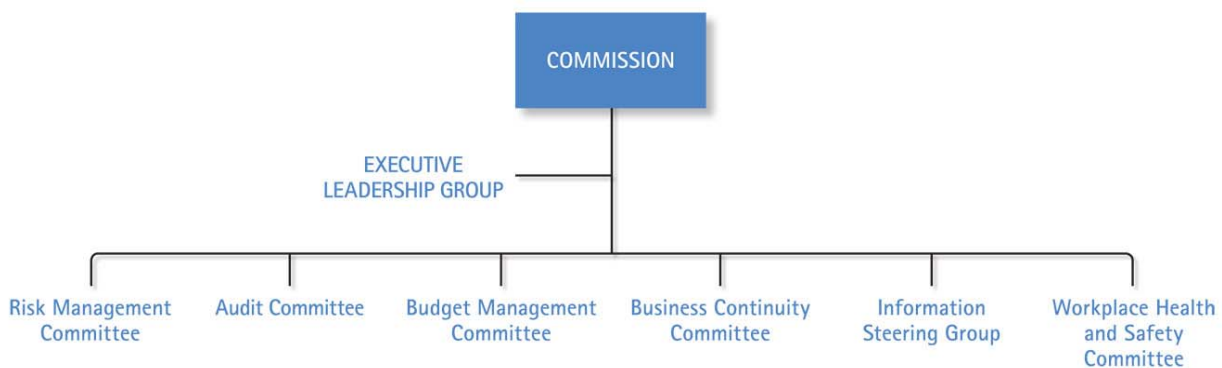 COMMISSION
EXECUTIVE
LEADERSHIP GROUP
Risk Management
Committee
Audit Committee
Budget Management
Committee
Business Continuity
Committee
Information
Steering Group
Workplace Health
and Safety
Committee